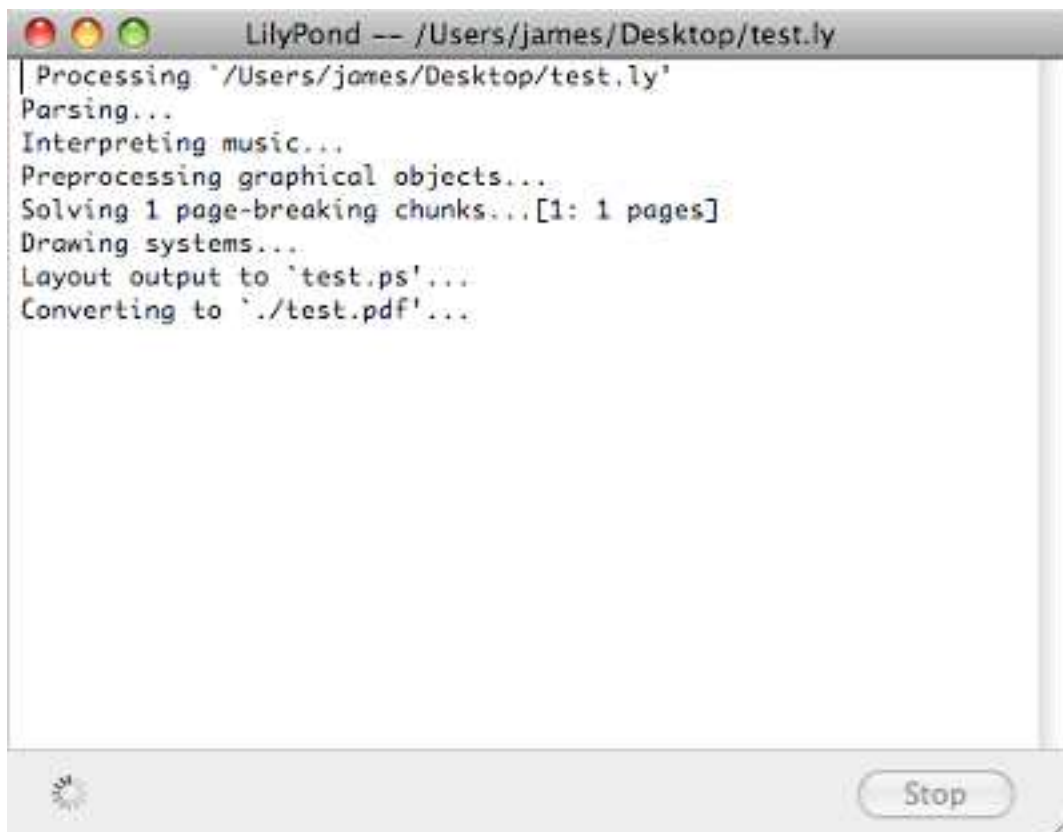 LilyPond -- /Users/james/Desktop/test.ly
Processing `/Users/james/Desktop/test.ly'
Parsing...
Interpreting music...
Preprocessing graphical objects...
Solving 1 page-breaking chunks...[1: 1 pages]
Drawing systems...
Layout output to `test.ps'...
Converting to `./test.pdf'...
Stop